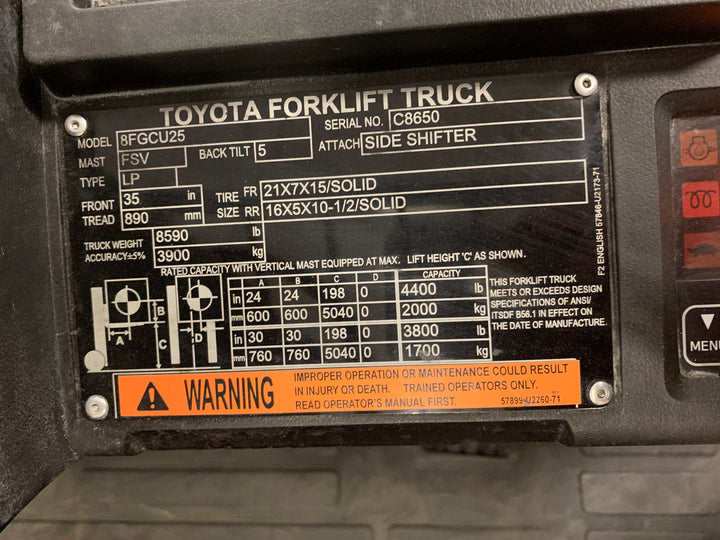 TOYOTA FORKLIFT TRUCK
MODEL 8FGCU25 SERIAL NO. C8650
MAST FSV BACK TILT 5 ATTACH SIDE SHIFTER
TYPE LP
FRONT TREAD 35 in
890 mm
TIRE SIZE FR 21X7X15/SOLID
RR 16X5X10-1/2/SOLID
TRUCK WEIGHT 8590 lb
ACCURACY±5% 3900 kg
RATED CAPACITY WITH VERTICAL MAST EQUIPPED AT MAX. LIFT HEIGHT 'C' AS SHOWN.
A B C D CAPACITY
in 24 24 198 0 4400 lb
mm 600 600 5040 0 2000 kg
in 30 30 198 0 3800 lb
mm 760 760 5040 0 1700 kg
A B C D
THIS FORKLIFT TRUCK
MEETS OR EXCEEDS DESIGN
SPECIFICATIONS OF ANSI/
ITSDF B56.1 IN EFFECT ON
THE DATE OF MANUFACTURE.
F2 ENGLISH 57846-U2173-71
WARNING
IMPROPER OPERATION OR MAINTENANCE COULD RESULT
IN INJURY OR DEATH. TRAINED OPERATORS ONLY.
READ OPERATOR'S MANUAL FIRST.
57899-U2260-71
MENU